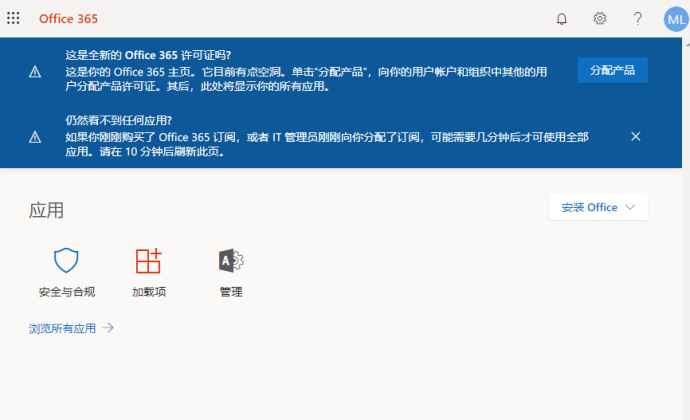 Office 365
ML
这是全新的 Office 365 许可证吗?
这是你的 Office 365 主页。它目前有点空洞。单击"分配产品"，向你的用户帐户和组织中其他的用
户分配产品许可证。其后，此处将显示你的所有应用。
分配产品
仍然看不到任何应用?
如果你刚刚购买了 Office 365 订阅，或者 IT 管理员刚刚向你分配了订阅，可能需要几分钟后才可使用全部
应用。请在 10 分钟后刷新此页。
应用
安装 Office
安全与合规
加载项
A
管理
浏览所有应用